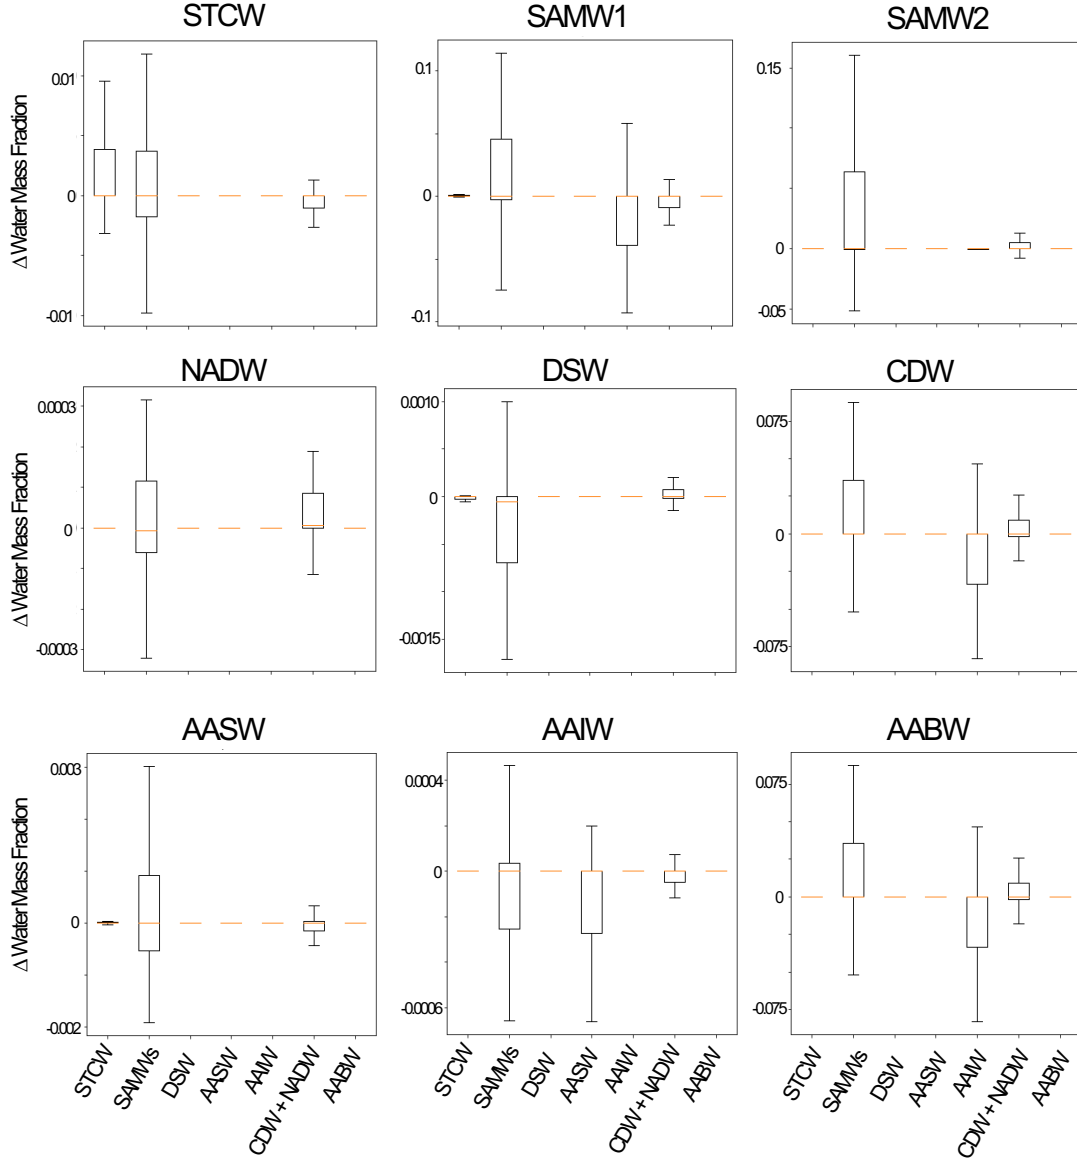 STCW
SAMW1
SAMW2
Δ Water Mass Fraction
0.01
0
-0.01
0.1
0
-0.1
0.15
0
-0.05
NADW
DSW
CDW
Δ Water Mass Fraction
0.0003
0
-0.0003
0.0010
0
-0.0015
0.075
0
-0.075
AASW
AAIW
AABW
Δ Water Mass Fraction
0.003
0
-0.002
0.0004
0
-0.0006
0.075
0
-0.075
STCW
SAMWs
DSW
AASW
AAIW
CDW + NADW
AABW
STCW
SAMWs
DSW
AASW
AAIW
CDW + NADW
AABW
STCW
SAMWs
DSW
AASW
AAIW
CDW + NADW
AABW